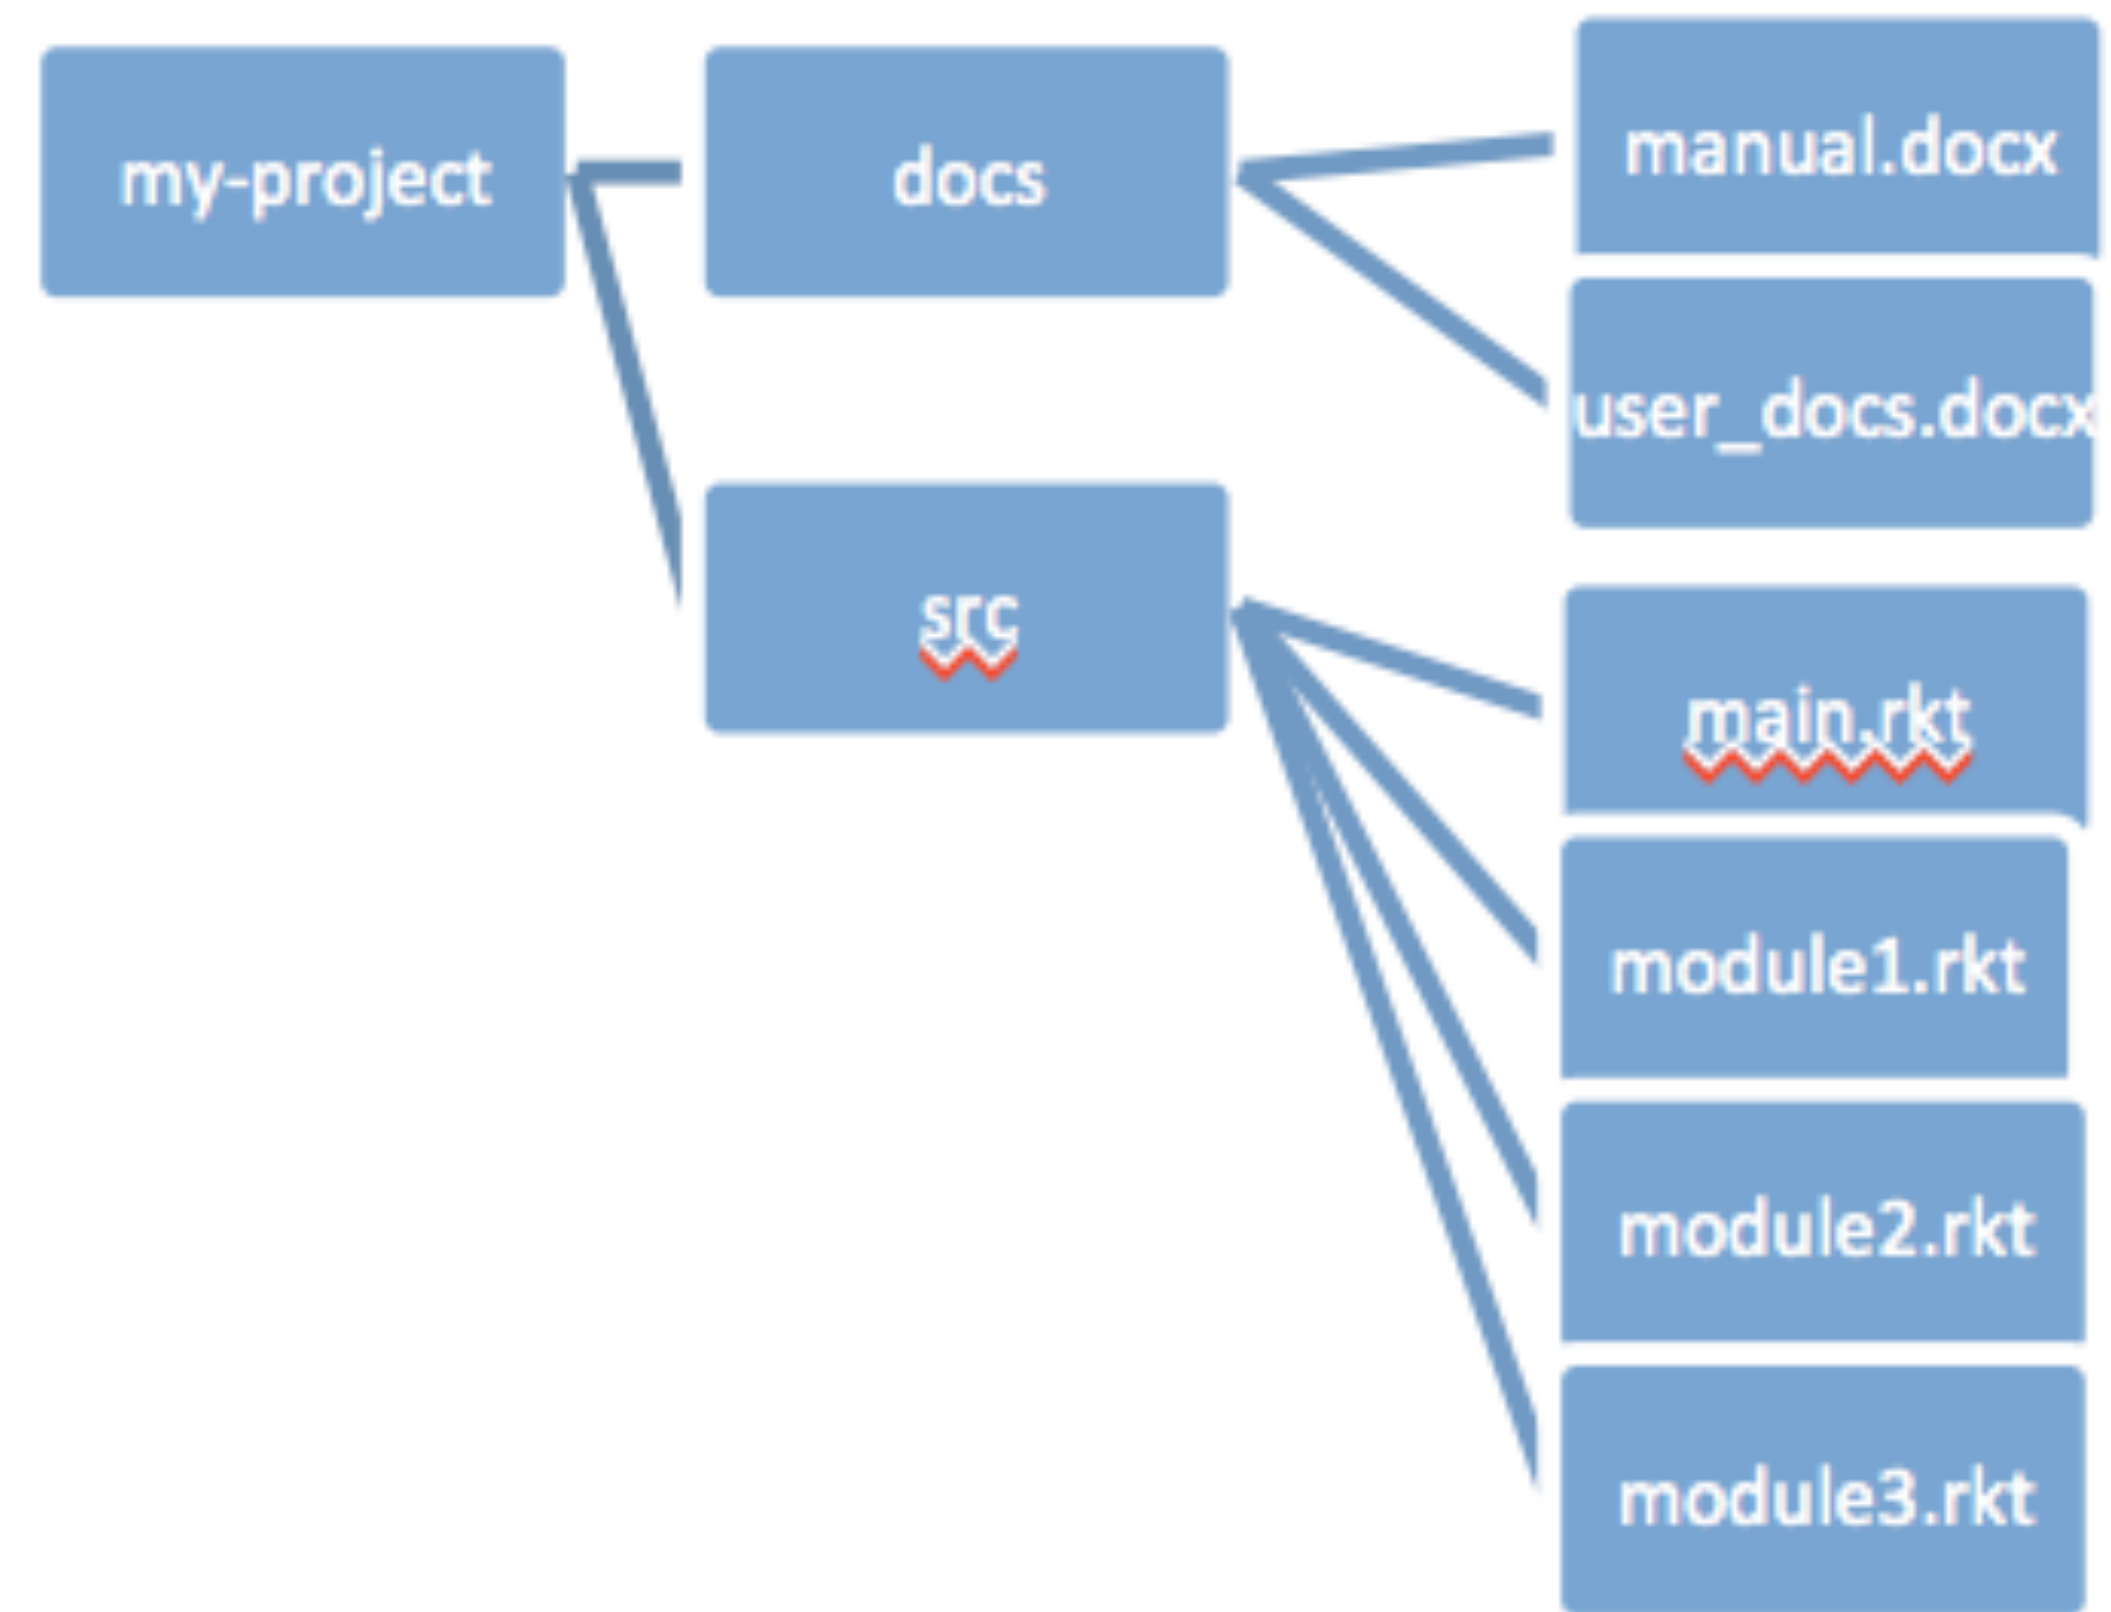 my-project
docs
manual.docx
user_docs.docx
src
main.rkt
module1.rkt
module2.rkt
module3.rkt